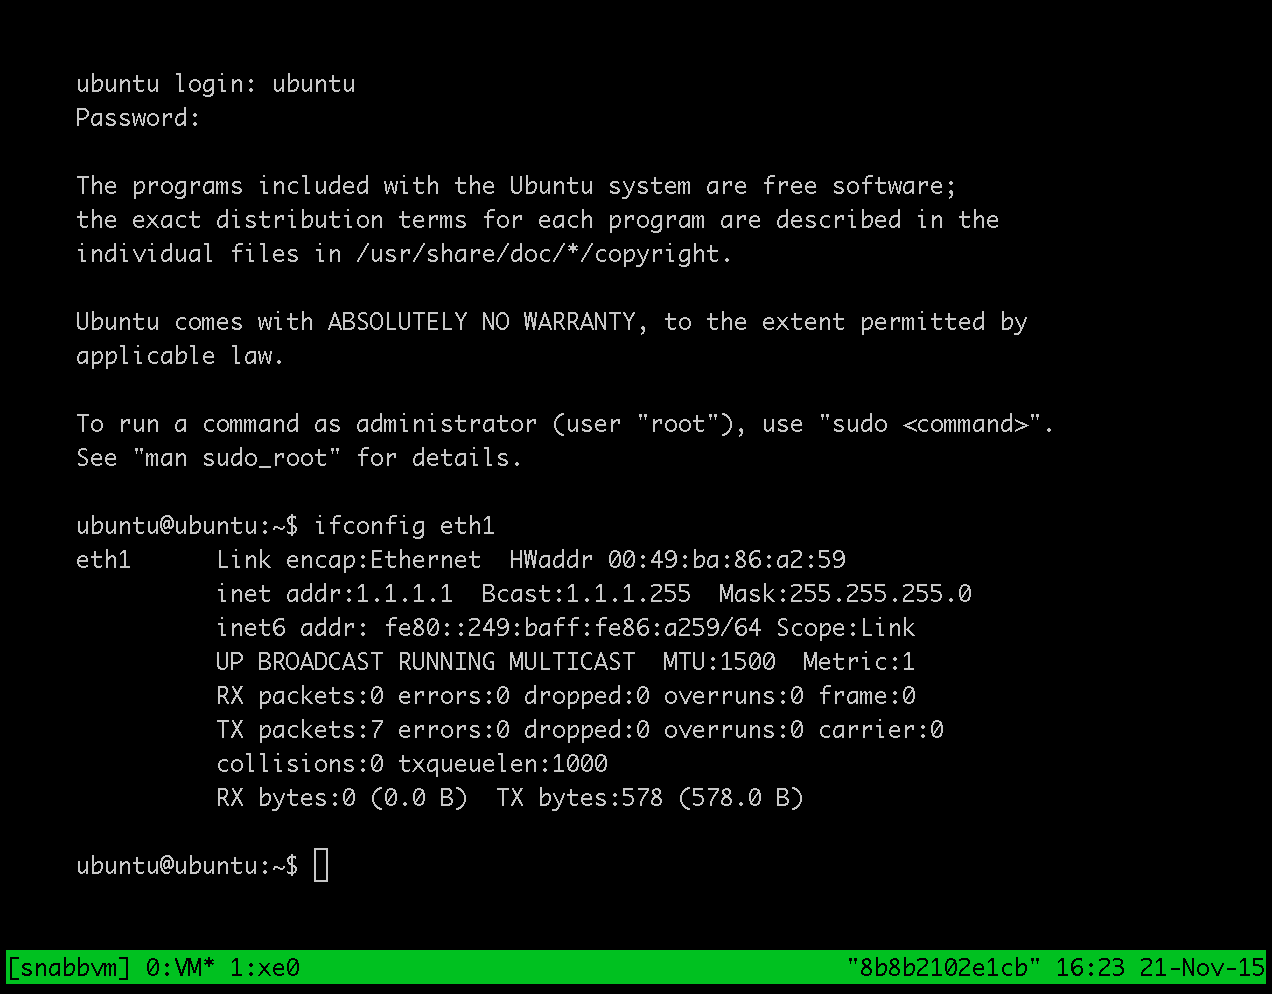 ubuntu login: ubuntu
Password:
The programs included with the Ubuntu system are free software;
the exact distribution terms for each program are described in the
individual files in /usr/share/doc/*/copyright.
Ubuntu comes with ABSOLUTELY NO WARRANTY, to the extent permitted by
applicable law.
To run a command as administrator (user "root"), use "sudo <command>".
See "man sudo_root" for details.
ubuntu@ubuntu:~$ ifconfig eth1
eth1      Link encap:Ethernet  HWaddr 00:49:ba:86:a2:59
          inet addr:1.1.1.1  Bcast:1.1.1.255  Mask:255.255.255.0
          inet6 addr: fe80::249:baff:fe86:a259/64 Scope:Link
          UP BROADCAST RUNNING MULTICAST  MTU:1500  Metric:1
          RX packets:0 errors:0 dropped:0 overruns:0 frame:0
          TX packets:7 errors:0 dropped:0 overruns:0 carrier:0
          collisions:0 txqueuelen:1000
          RX bytes:0 (0.0 B)  TX bytes:578 (578.0 B)
ubuntu@ubuntu:~$
[snabbvm] 0:VM* 1:xe0 "8b8b2102e1cb" 16:23 21-Nov-15